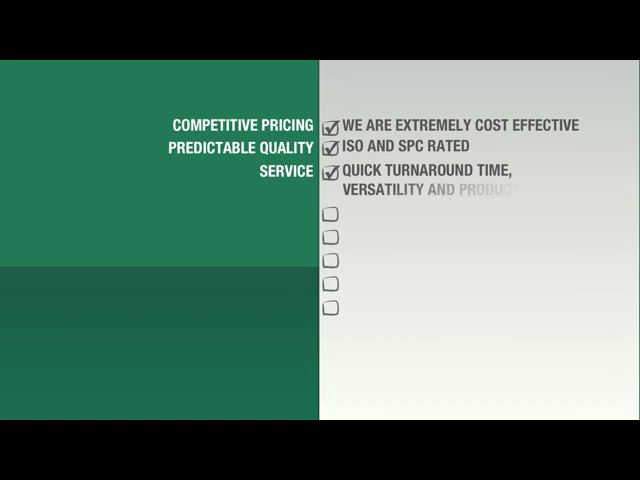 COMPETITIVE PRICING WE ARE EXTREMELY COST EFFECTIVE
PREDICTABLE QUALITY ISO AND SPC RATED
SERVICE QUICK TURNAROUND TIME,
VERSATILITY AND